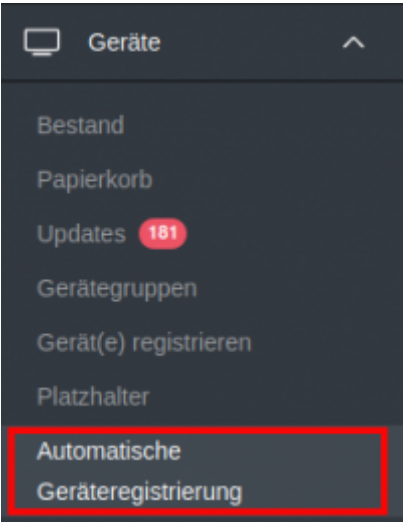 Geräte
Bestand
Papierkorb
Updates 181
Gerätegruppen
Gerät(e) registrieren
Platzhalter
Automatische
Geräteregistrierung